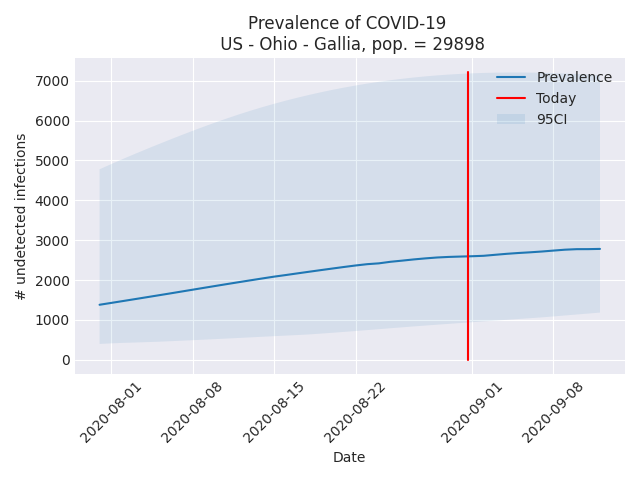 Prevalence of COVID-19
US - Ohio - Gallia, pop. = 29898
# undetected infections
7000
6000
5000
4000
3000
2000
1000
0
Prevalence
Today
95CI
2020-08-01
2020-08-08
2020-08-15
2020-08-22
2020-09-01
2020-09-08
Date